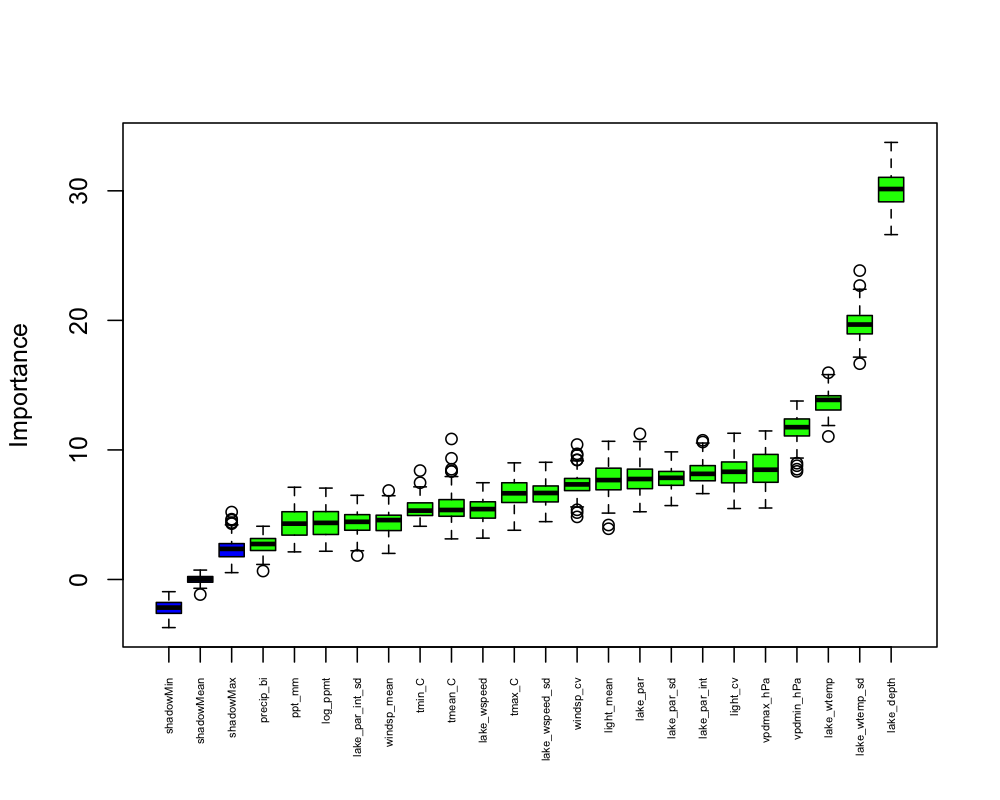 Importance
30
20
10
0
shadowMin
shadowMean
shadowMax
precip_bi
ppt_mm
log_ppmt
lake_par_int_sd
windsp_mean
tmin_C
tmean_C
lake_wspeed
tmax_C
lake_wspeed_sd
windsp_cv
light_mean
lake_par
lake_par_sd
lake_par_int
light_cv
vpdmax_hPa
vpdmin_hPa
lake_wtemp
lake_wtemp_sd
lake_depth